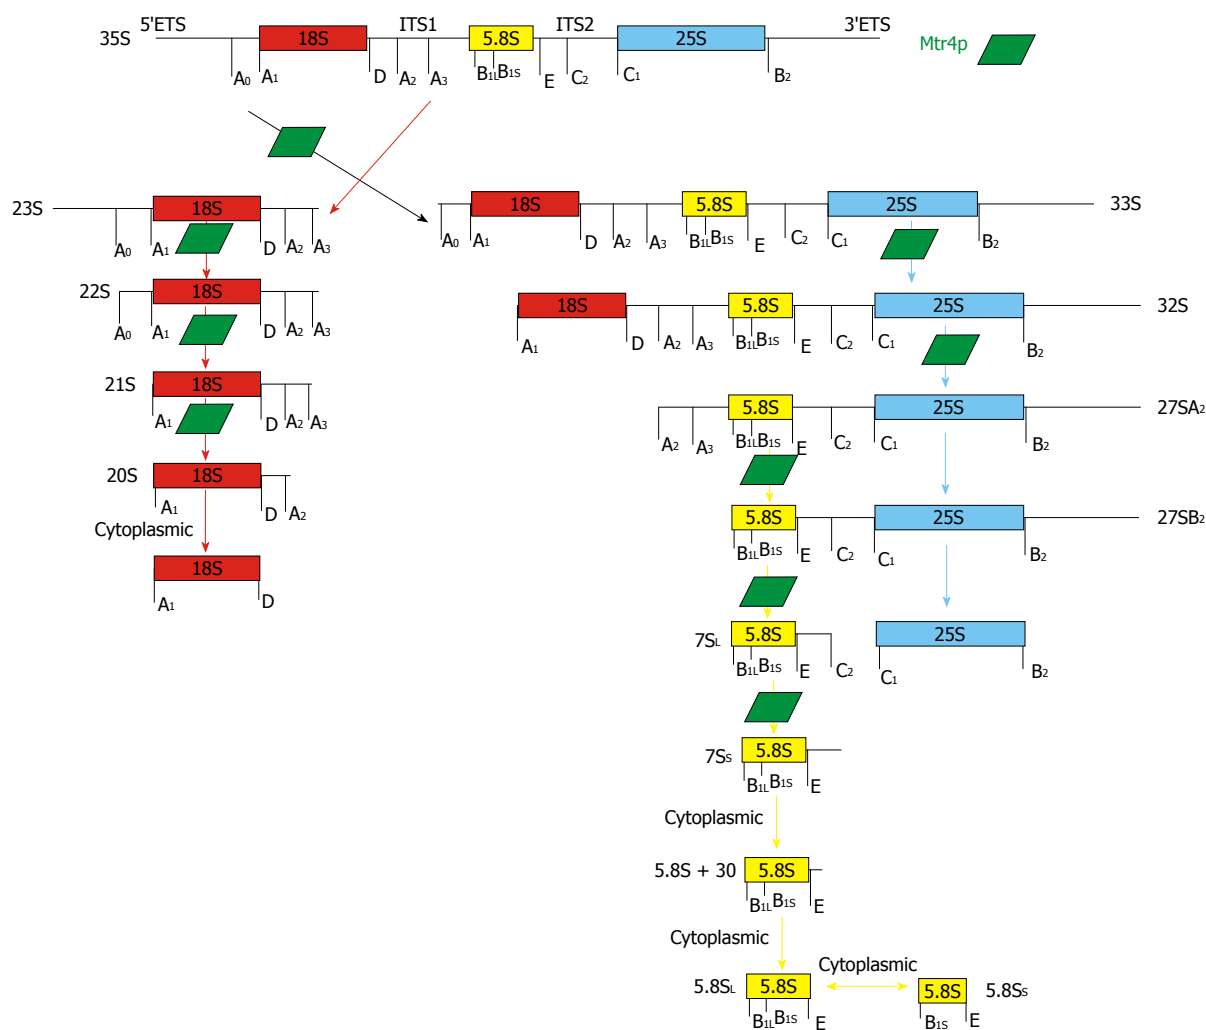 5'ETS ITS1 ITS2 3'ETS
35S 18S 5.8S 25S
Mtr4p
A0 A1 D A2 A3 B1L B1S E C2 C1 B2
23S 18S
A0 A1 D A2 A3
18S 5.8S 25S 33S
A0 A1 D A2 A3 B1L B1S E C2 C1 B2
22S 18S
A0 A1 D A2 A3
18S 5.8S 25S 32S
A1 D A2 A3 B1L B1S E C2 C1 B2
21S 18S
A1 D A2 A3
5.8S 25S 27SA2
A2 A3 B1L B1S E C2 C1 B2
20S 18S
A1 D A2
Cytoplasmic
5.8S 25S 27SB2
B1L B1S E C2 C1 B2
18S
A1 D
7SL 5.8S 25S
B1L B1S E C2 C1 B2
7SS 5.8S
B1L B1S E
Cytoplasmic
5.8S + 30 5.8S
B1L B1S E
Cytoplasmic
Cytoplasmic
5.8SL 5.8S 5.8S 5.8SS
B1L B1S E B1S E